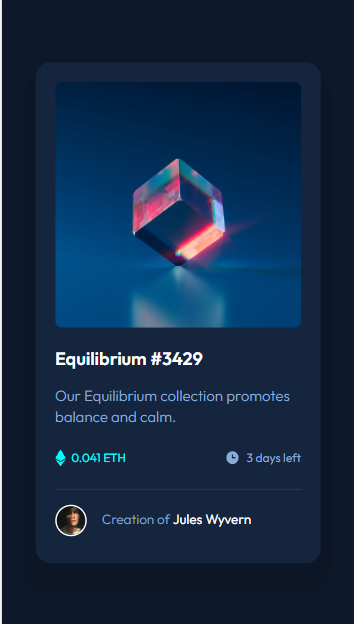 Equilibrium #3429
Our Equilibrium collection promotes
balance and calm.
0.041 ETH
3 days left
Creation of Jules Wyvern